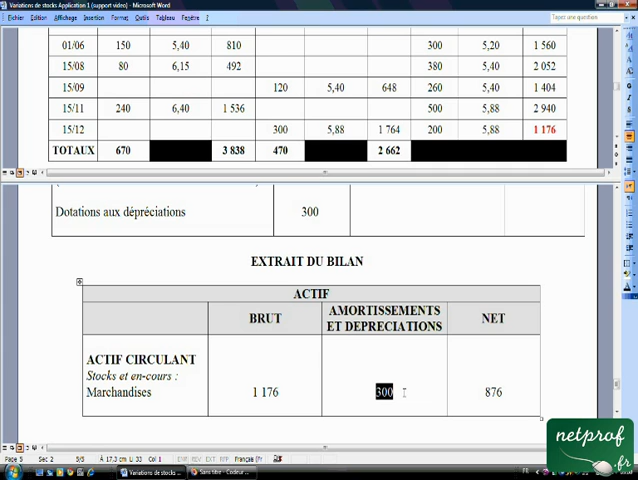 Variations de stocks Application 1 (support video) - Microsoft Word
Fichier Edition Affichage Insertion Format Outils Tableau Fenêtre ?
Tapez une question
01/06 150 5,40 810 300 5,20 1 560
15/08 80 6,15 492 380 5,40 2 052
15/09 120 5,40 648 260 5,40 1 404
15/11 240 6,40 1 536 500 5,88 2 940
15/12 300 5,88 1 764 200 5,88 1 176
TOTAUX 670 3 838 470 2 662
Dotations aux dépréciations 300
EXTRAIT DU BILAN
ACTIF
BRUT AMORTISSEMENTS ET DEPRECIATIONS NET
ACTIF CIRCULANT
Stocks et en-cours :
Marchandises 1 176 300 876
netprof
.fr
Page 5 Sec 2 5/5 À 17,3 cm Li 33 Col 1 ENR REV EXT RFP Français (Fr
Variations de stocks... Sans titre - Codeur ...
FR